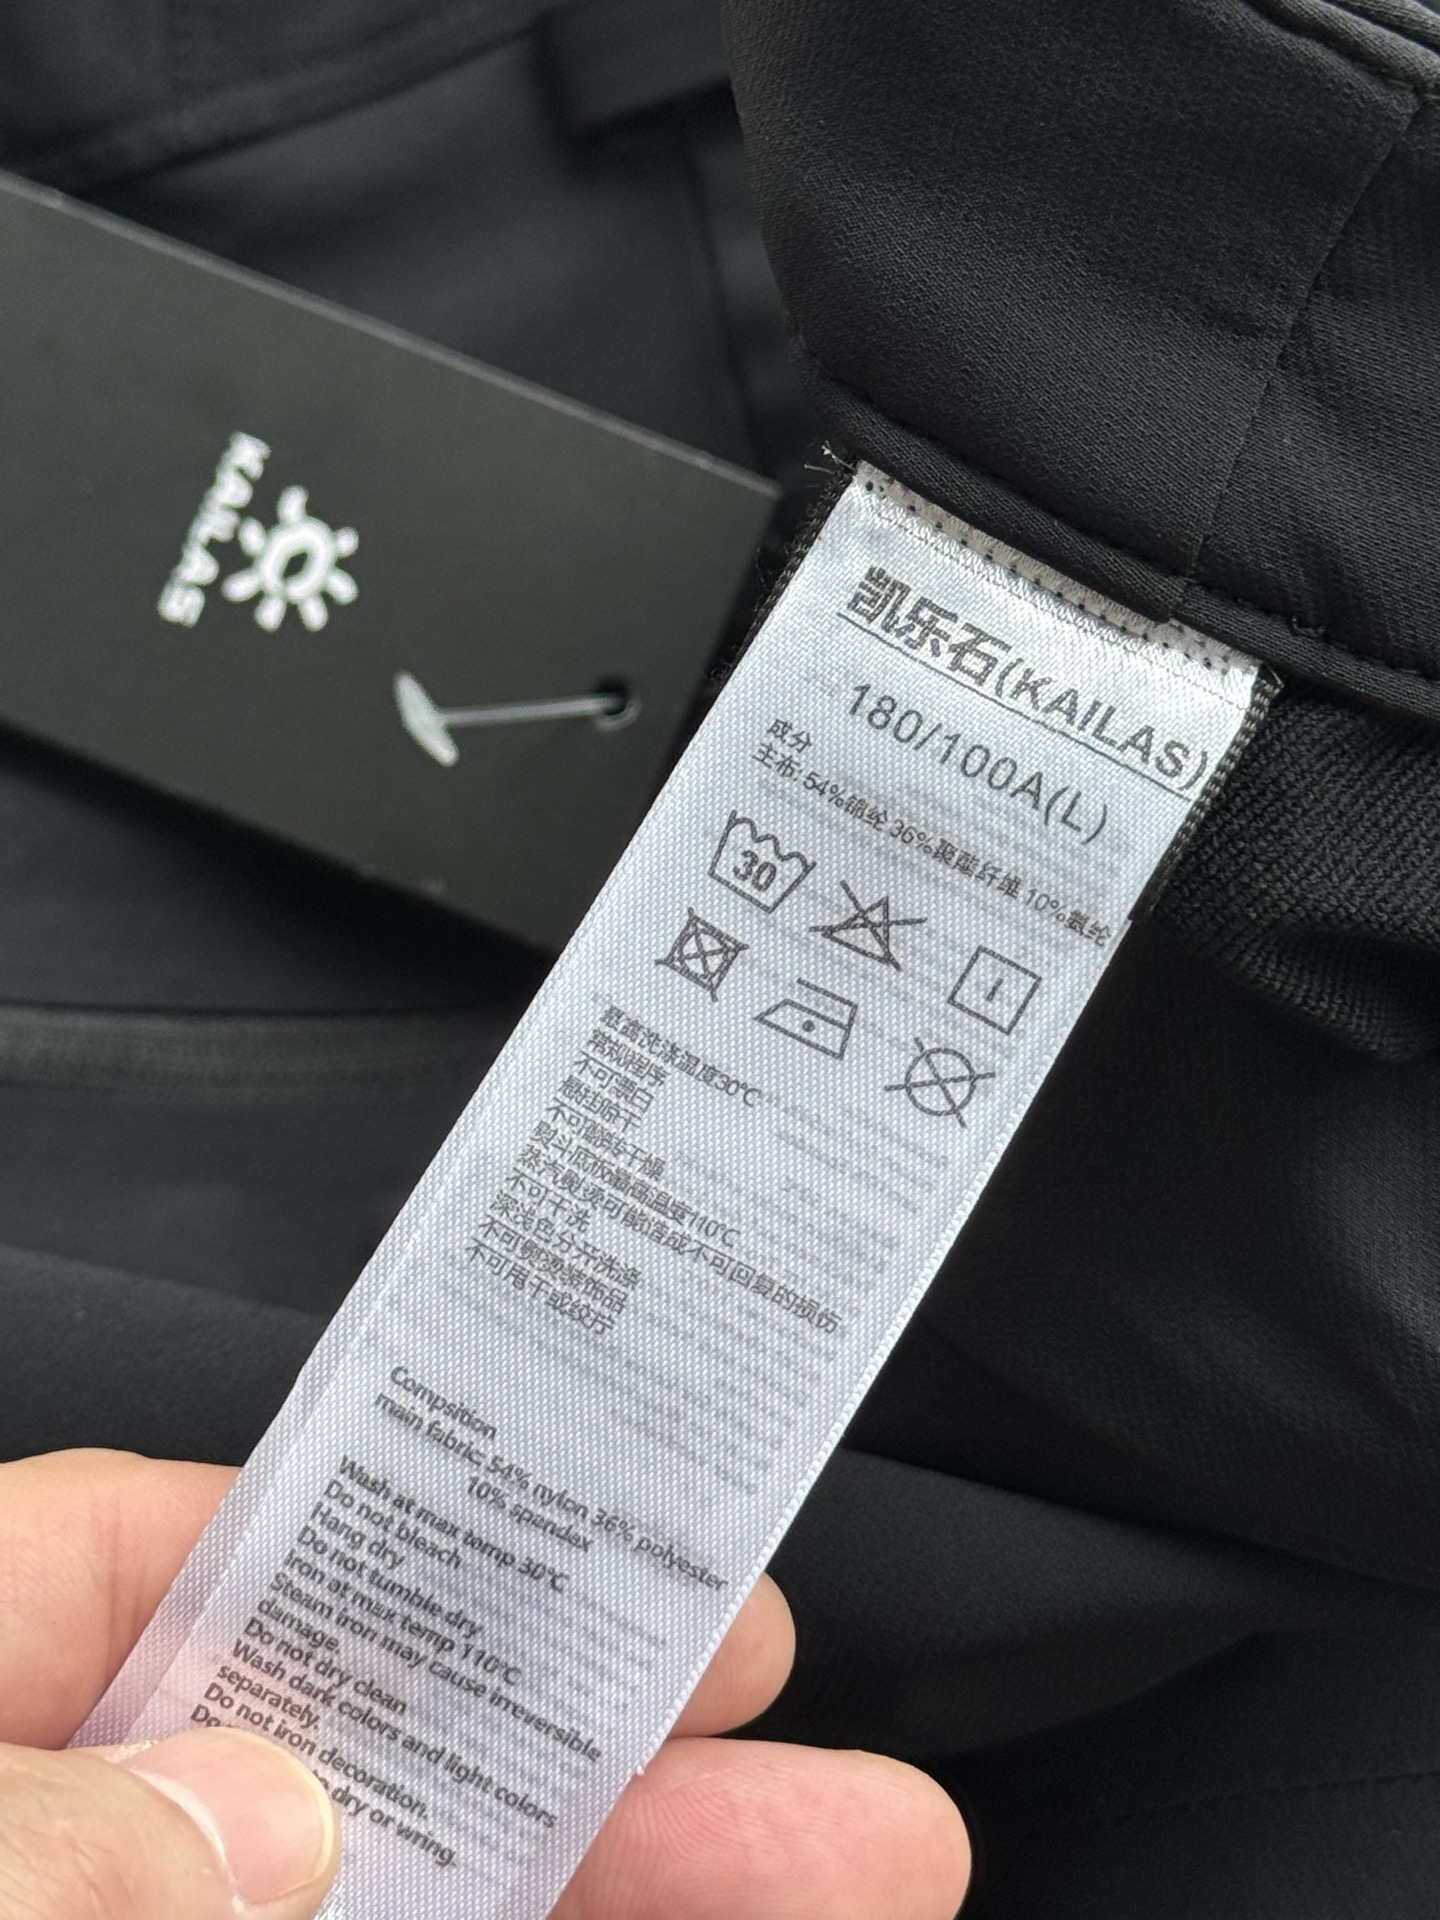 KAILAS
凯乐石(KAILAS)
180/100A(L)
成分
主布:54%锦纶 36%聚酯纤维 10%氨纶
30
最高洗涤温度30℃
常规程序
不可漂白
悬挂晾干
不可翻转干燥
熨斗底板最高温度110℃
蒸汽熨烫可能造成不可回复的损伤
不可干洗
深浅色分开洗涤
不可熨烫装饰品
不可甩干或绞拧
Compsition
main fabric: 54% nylon 36% polyester
10% spandex
Wash at max temp 30℃
Do not bleach
Hang dry
Do not tumble dry
Iron at max temp 110℃
Steam iron may cause irreversible
damage.
Do not dry clean
Wash dark colors and light colors
separately.
Do not iron decoration.
Do dry or wring.